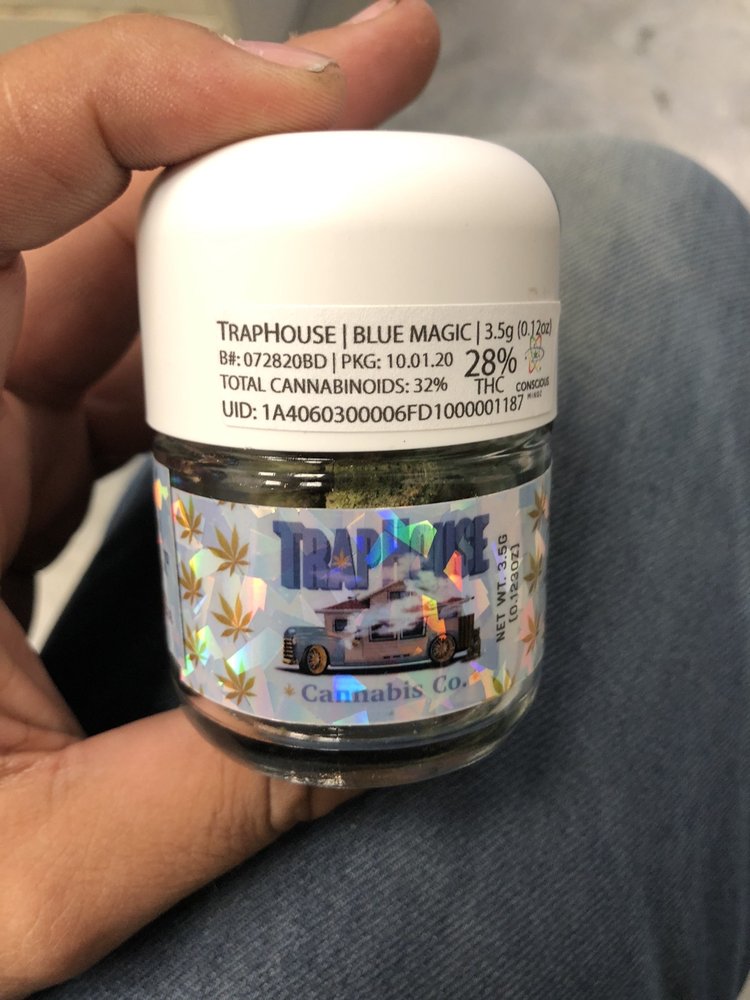 TRAPHOUSE | BLUE MAGIC | 3.5g (0.12oz)
B#: 072820BD | PKG: 10.01.20 28%
TOTAL CANNABINOIDS: 32% THC CONSCIOUS
MINDZ
UID: 1A4060300006FD1000001187
TRAPHOUSE
NET WT. 3.5G
[0.123OZ]
Cannabis Co.